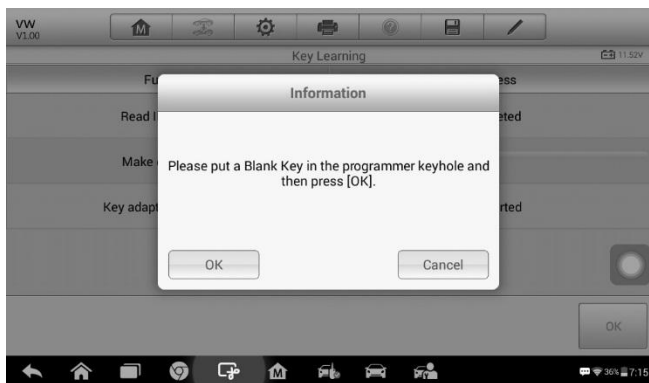 VW
V1.00
Key Learning
11.52V
Information
Read
Make
Please put a Blank Key in the programmer keyhole and
then press [OK].
Key
OK
Cancel
OK
36% 7:15